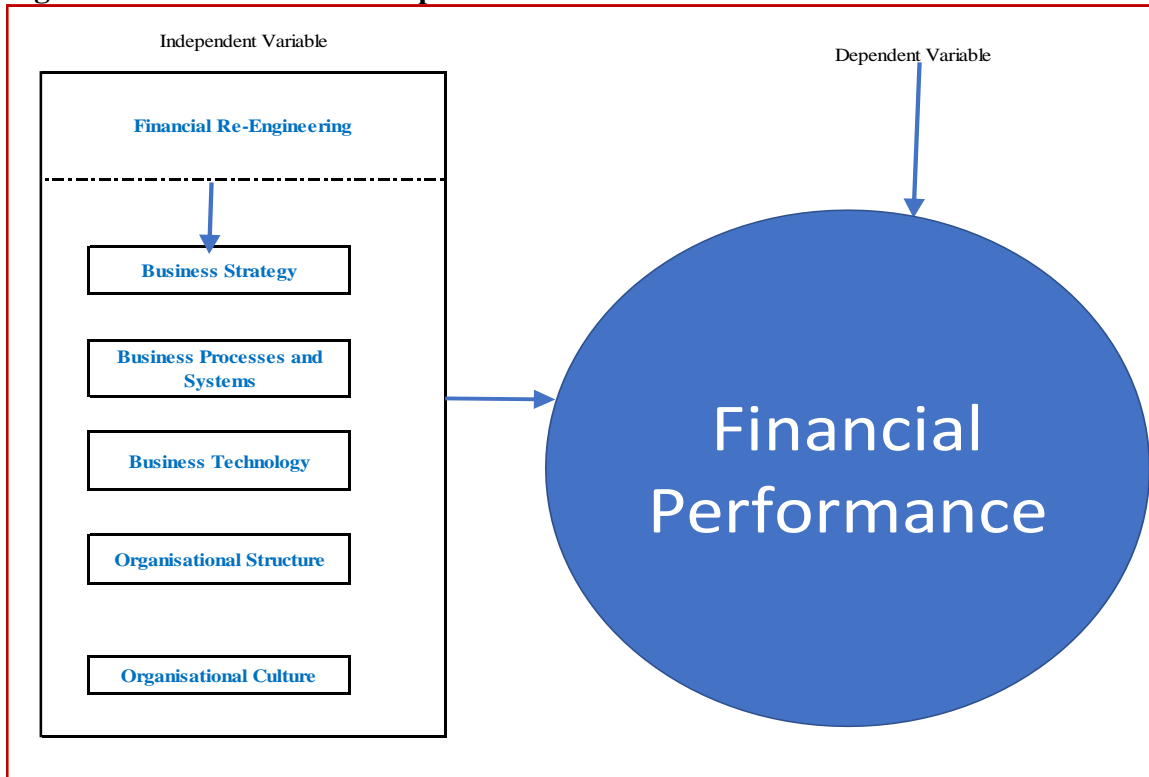 Independent Variable
Dependent Variable
Financial Re-Engineering
Business Strategy
Business Processes and
Systems
Business Technology
Organisational Structure
Organisational Culture
Financial
Performance